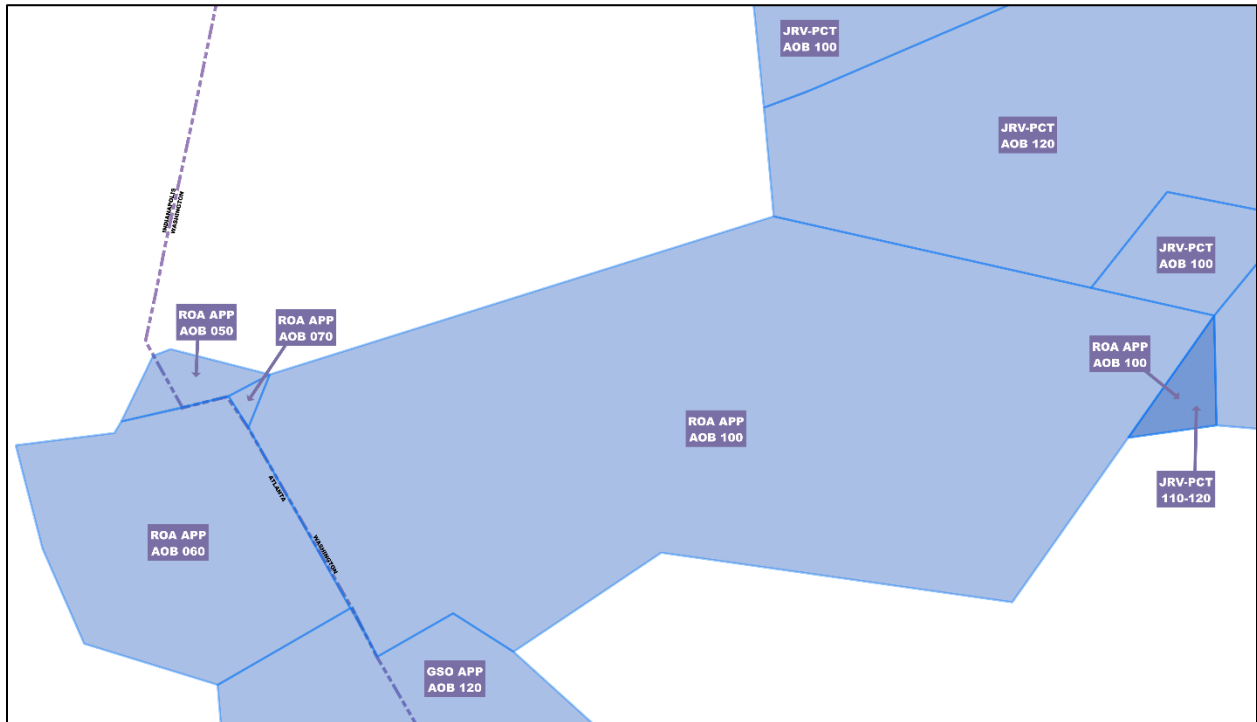 JRV-PCT
AOB 100
JRV-PCT
AOB 120
INDIANAPOLIS
WASHINGTON
JRV-PCT
AOB 100
ROA APP
AOB 050
ROA APP
AOB 070
ROA APP
AOB 100
ROA APP
AOB 100
JRV-PCT
110-120
ATLANTA
WASHINGTON
ROA APP
AOB 060
GSO APP
AOB 120